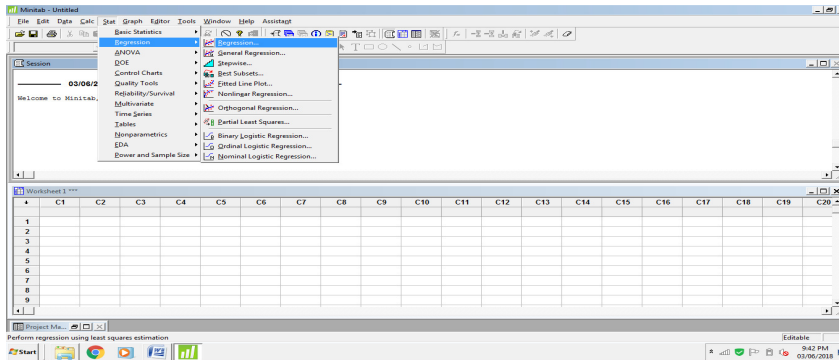 Minitab - Untitled
File Edit Data Calc Stat Graph Editor Tools Window Help Assistant
Basic Statistics
Regression
ANOVA
DOE
Control Charts
Quality Tools
Reliability/Survival
Multivariate
Time Series
Tables
Nonparametrics
EDA
Power and Sample Size
Regression...
General Regression...
Stepwise...
Best Subsets...
Fitted Line Plot...
Nonlinear Regression...
Orthogonal Regression...
Partial Least Squares...
Binary Logistic Regression...
Ordinal Logistic Regression...
Nominal Logistic Regression...
Session
03/06/2
Welcome to Minitab,
Worksheet 1 ***
C1 C2 C3 C4 C5 C6 C7 C8 C9 C10 C11 C12 C13 C14 C15 C16 C17 C18 C19 C20
1
2
3
4
5
6
7
8
9
Project Ma...
Perform regression using least squares estimation
Editable
Start
9:42 PM
03/06/2018